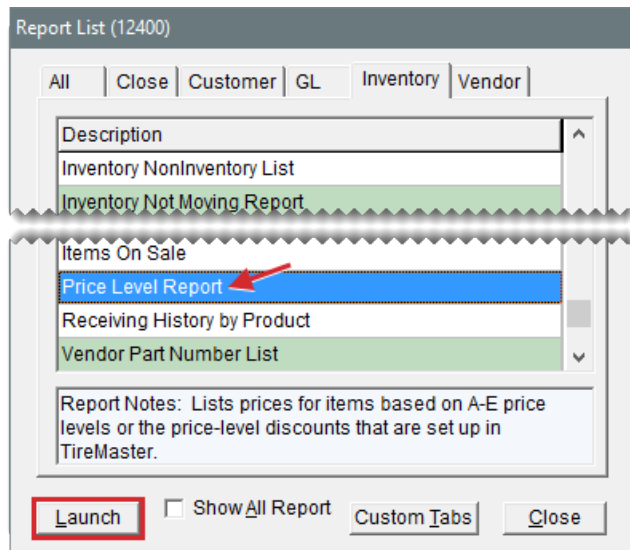 Report List (12400)
All Close Customer GL Inventory Vendor
Description
Inventory NonInventory List
Inventory Not Moving Report
Items On Sale
Price Level Report
Receiving History by Product
Vendor Part Number List
Report Notes: Lists prices for items based on A-E price
levels or the price-level discounts that are set up in
TireMaster.
Launch Show All Report Custom Tabs Close